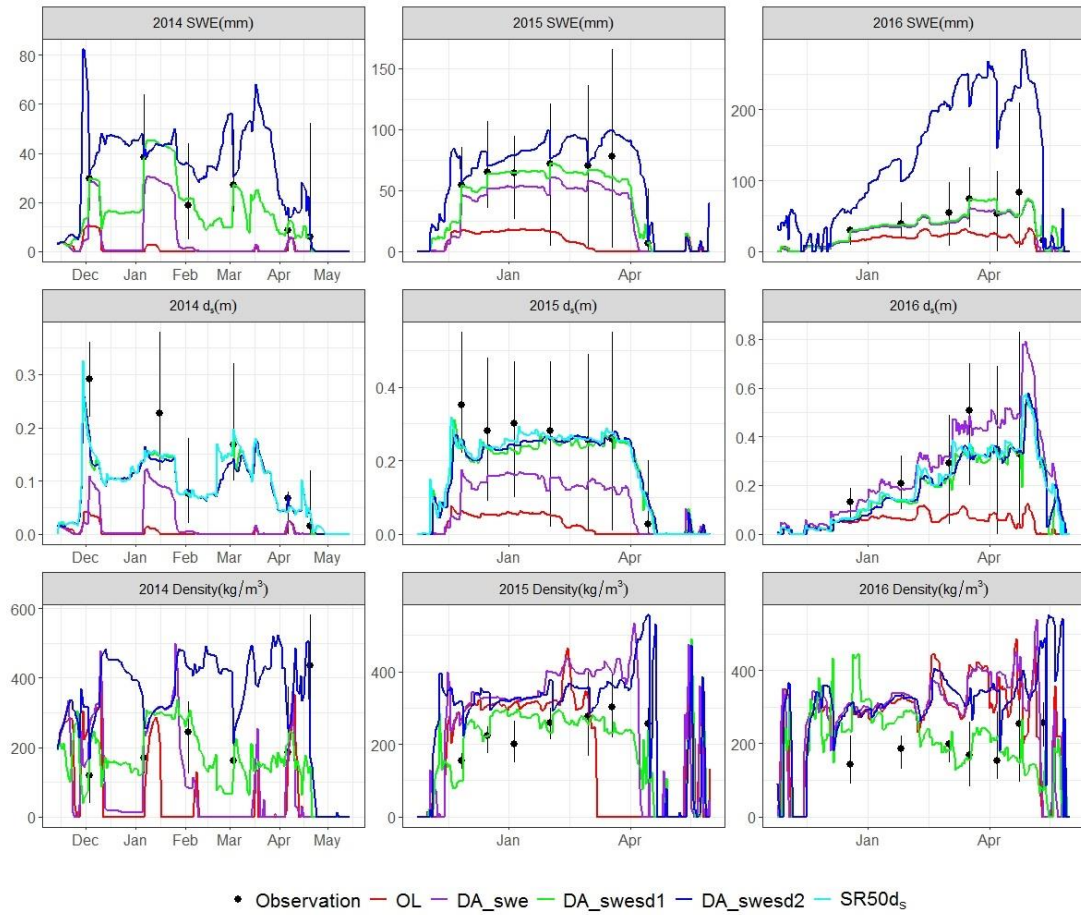 2014 SWE(mm)
2015 SWE(mm)
2016 SWE(mm)
80
60
40
20
0
Dec Jan Feb Mar Apr May
150
100
50
0
Jan Apr
200
100
0
Jan Apr
2014 dₛ(m)
2015 dₛ(m)
2016 dₛ(m)
0.3
0.2
0.1
0.0
Dec Jan Feb Mar Apr May
0.4
0.2
0.0
Jan Apr
0.8
0.6
0.4
0.2
0.0
Jan Apr
2014 Density(kg/m³)
2015 Density(kg/m³)
2016 Density(kg/m³)
600
400
200
0
Dec Jan Feb Mar Apr May
400
200
0
Jan Apr
400
200
0
Jan Apr
Observation OL DA_swe DA_swesd1 DA_swesd2 SR50dₛ